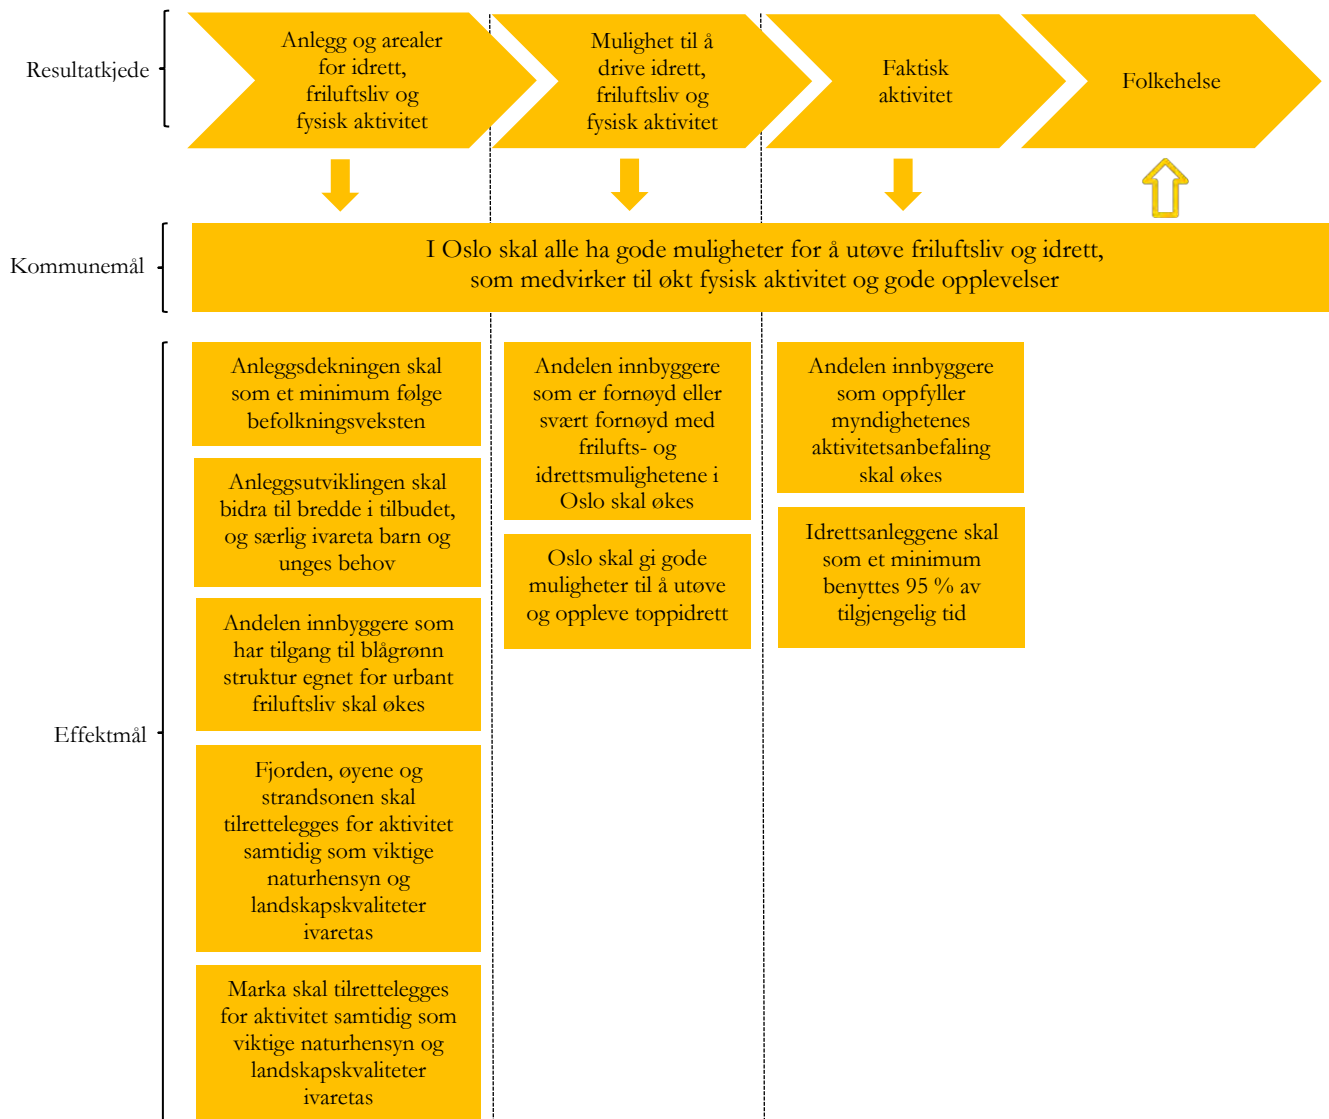 Resultatkjede
Anlegg og arealer
for idrett,
friluftsliv og
fysisk aktivitet
Mulighet til å
drive idrett,
friluftsliv og
fysisk aktivitet
Faktisk
aktivitet
Folkehelse
Kommunemål
I Oslo skal alle ha gode muligheter for å utøve friluftsliv og idrett,
som medvirker til økt fysisk aktivitet og gode opplevelser
Effektmål
Anleggsdekningen skal
som et minimum følge
befolkningsveksten
Anleggsutviklingen skal
bidra til bredde i tilbudet,
og særlig ivareta barn og
unges behov
Andelen innbyggere som
har tilgang til blågrønn
struktur egnet for urbant
friluftsliv skal økes
Fjorden, øyene og
strandsonen skal
tilrettelegges for aktivitet
samtidig som viktige
naturhensyn og
landskapskvaliteter
ivaretas
Marka skal tilrettelegges
for aktivitet samtidig som
viktige naturhensyn og
landskapskvaliteter
ivaretas
Andelen innbyggere
som er fornøyd eller
svært fornøyd med
frilufts- og
idrettsmulighetene i
Oslo skal økes
Oslo skal gi gode
muligheter til å utøve
og oppleve toppidrett
Andelen innbyggere
som oppfyller
myndighetenes
aktivitetsanbefaling
skal økes
Idrettsanleggene skal
som et minimum
benyttes 95 % av
tilgjengelig tid